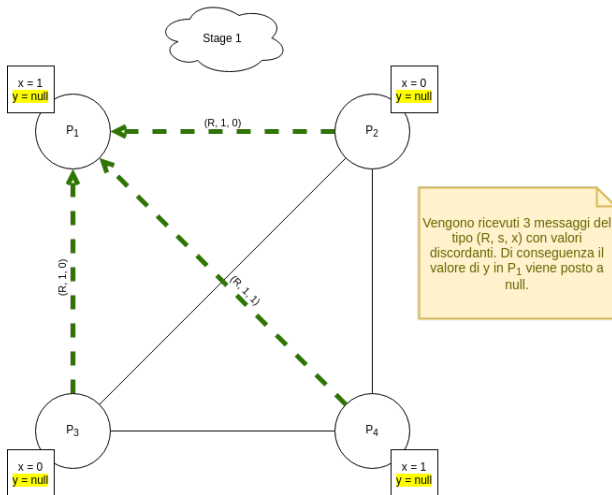 Stage 1
x = 1
y = null
x = 0
y = null
P1
(R, 1, 0)
P2
Vengono ricevuti 3 messaggi del
tipo (R, s, x) con valori
discordanti. Di conseguenza il
valore di y in P1 viene posto a
null.
(R, 1, 0)
(R, 1, 1)
P3
P4
x = 0
y = null
x = 1
y = null